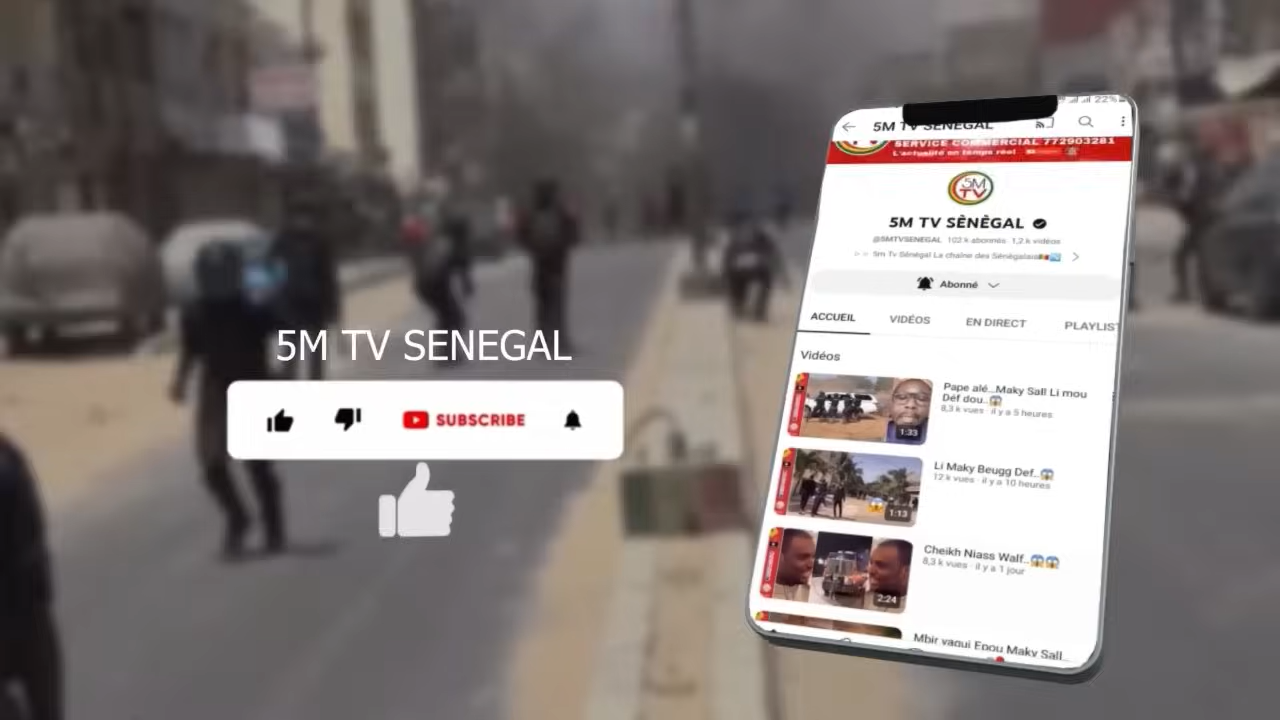 5M TV SENEGAL
SUBSCRIBE
22%
5M TV SENEGAL
SERVICE COMMERCIAL 772903281
L'actualité en temps réel
5M
TV
5M TV SÈNÈGAL
@5MTVSENEGAL 102 k abonnés 1,2 k vidéos
5m Tv Sénégal La chaîne des Sénégalais
Abonné
ACCUEIL VIDÉOS EN DIRECT PLAYLIST
Vidéos
Pape alé...Maky Sall Li mou
Déf dou..😱
8,3 k vues · il y a 5 heures
1:33
Li Maky Beugg Def..😱
12 k vues · il y a 10 heures
1:13
Cheikh Niass Walf..😱😱
8,3 k vues · il y a 1 jour
2:24
Mbir yaqui Epou Maky Sall..